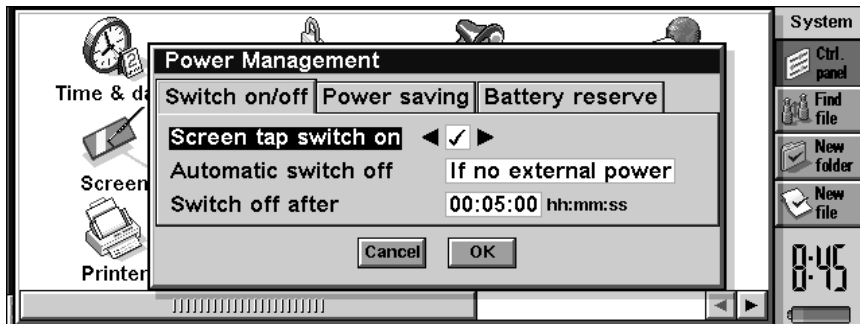 Power Management
Switch on/off Power saving Battery reserve
Screen tap switch on
Automatic switch off If no external power
Switch off after 00:05:00 hh:mm:ss
Cancel OK
Time & da
Screen
Printer
System
Ctrl.
panel
Find
file
New
folder
New
file
8:45